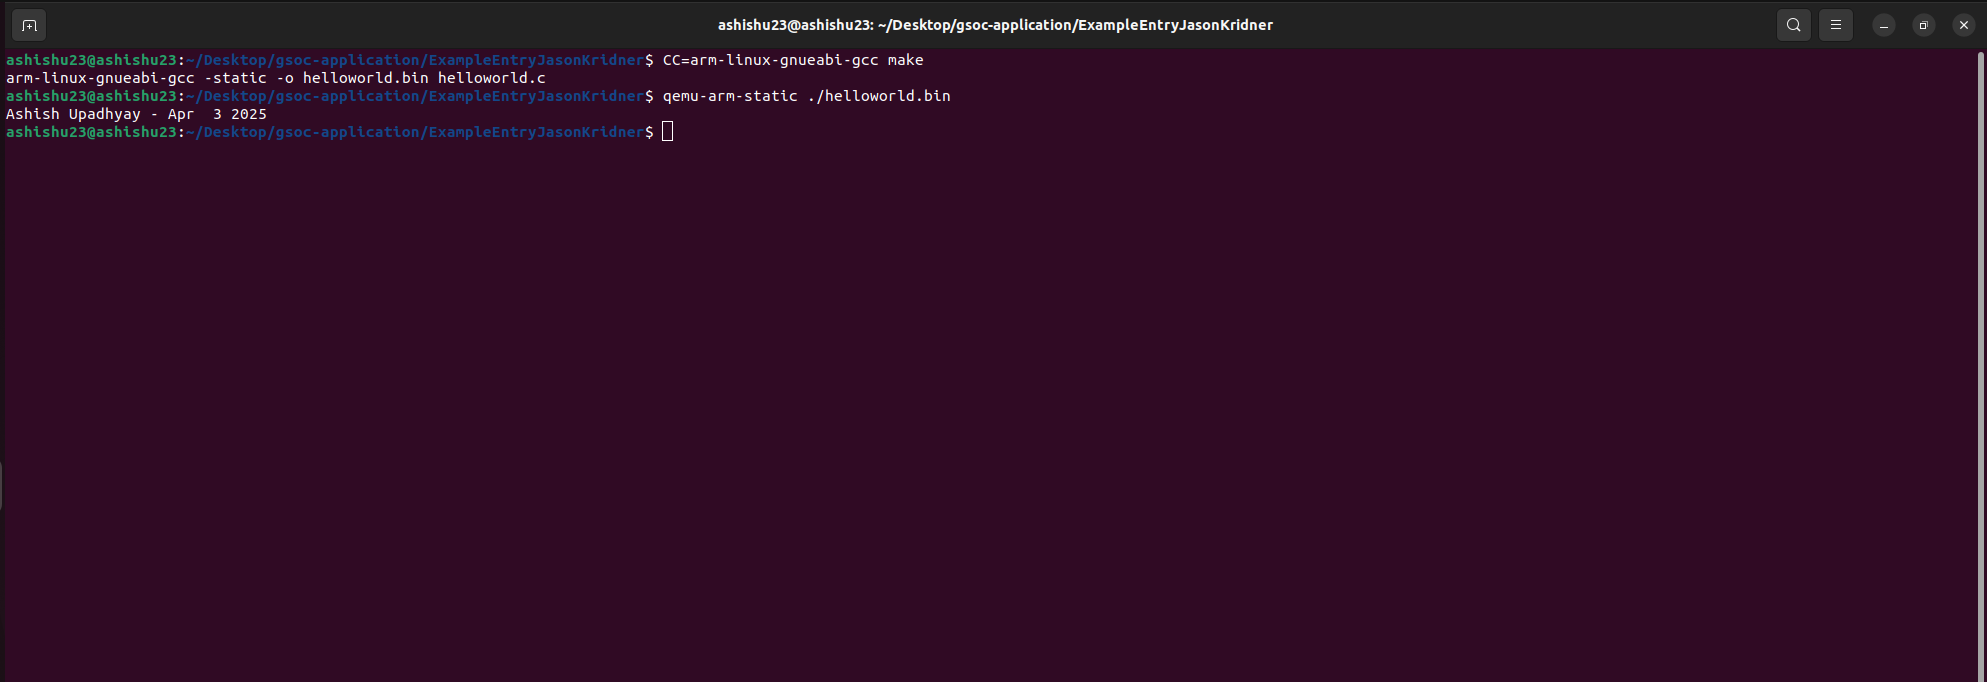 ashishu23@ashishu23: ~/Desktop/gsoc-application/ExampleEntryJasonKridner
ashishu23@ashishu23:~/Desktop/gsoc-application/ExampleEntryJasonKridner$ CC=arm-linux-gnueabi-gcc make
arm-linux-gnueabi-gcc -static -o helloworld.bin helloworld.c
ashishu23@ashishu23:~/Desktop/gsoc-application/ExampleEntryJasonKridner$ qemu-arm-static ./helloworld.bin
Ashish Upadhyay - Apr  3 2025
ashishu23@ashishu23:~/Desktop/gsoc-application/ExampleEntryJasonKridner$